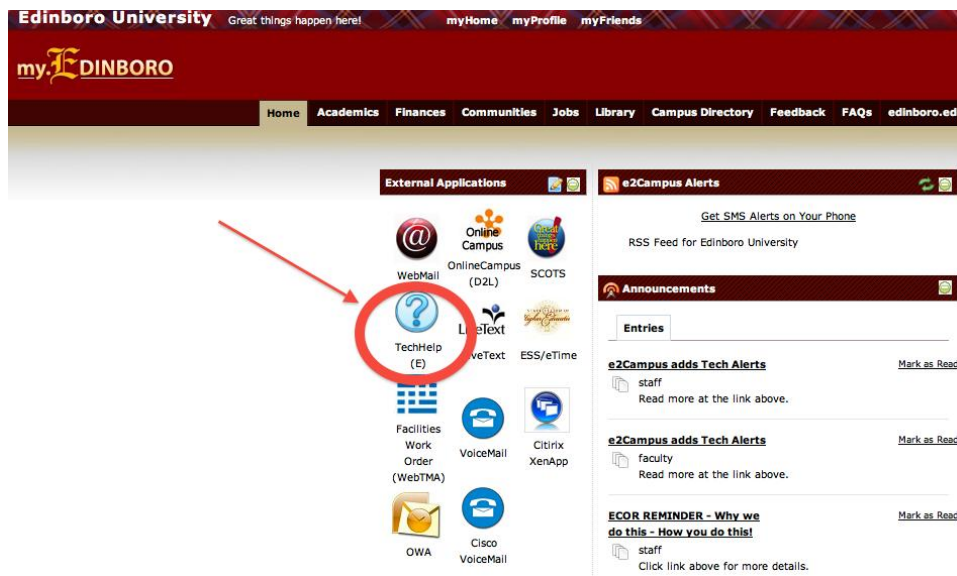 Edinboro University Great things happen here! myHome myProfile myFriends
my.EDINBORO
Home Academics Finances Communities Jobs Library Campus Directory Feedback FAQs edinboro.ed
External Applications
@
Online
Campus
Great
things
happen
here
WebMail
OnlineCampus
(D2L)
SCOTS
?
TechHelp
(E)
LiveText
ESS/eTime
Facilities
Work
Order
(WebTMA)
VoiceMail
Citirix
XenApp
OWA
Cisco
VoiceMail
e2Campus Alerts
Get SMS Alerts on Your Phone
RSS Feed for Edinboro University
Announcements
Entries
e2Campus adds Tech Alerts Mark as Read
staff
Read more at the link above.
e2Campus adds Tech Alerts Mark as Read
faculty
Read more at the link above.
ECOR REMINDER - Why we Mark as Read
do this - How you do this!
staff
Click link above for more details.